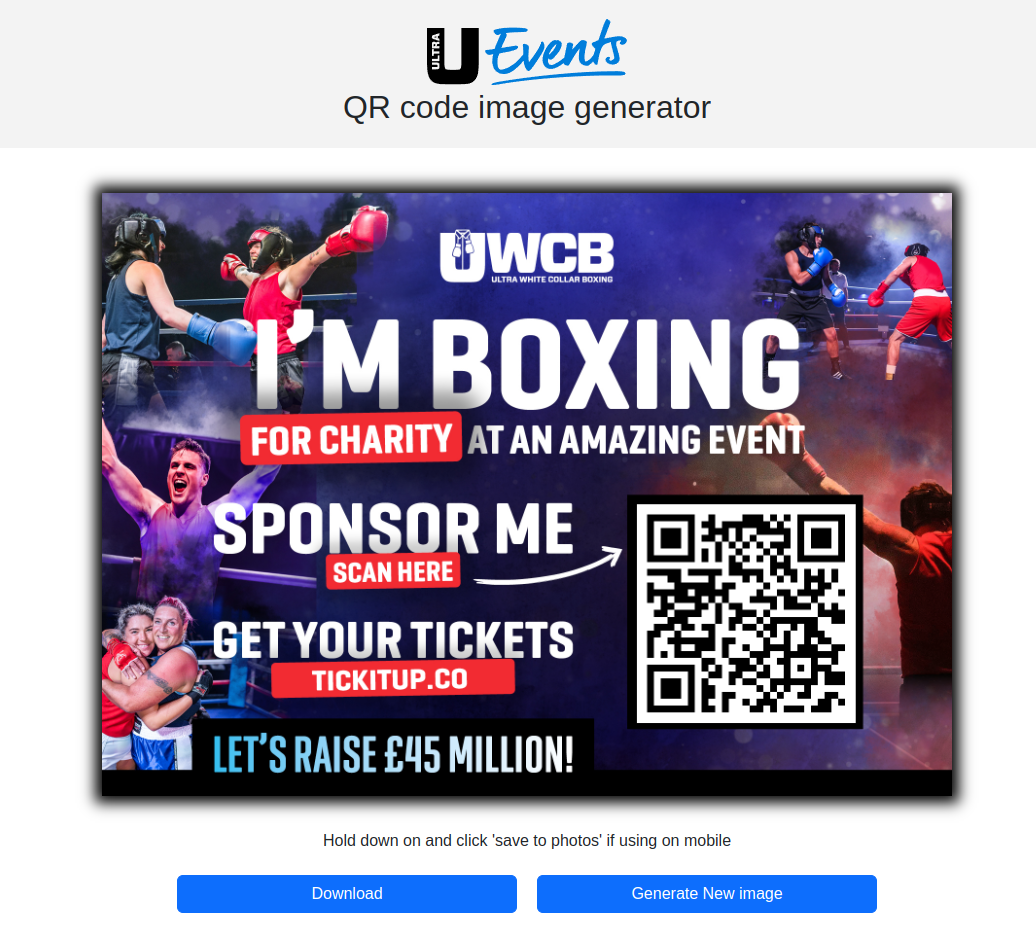 ULTRA U Events
QR code image generator
UWCB
ULTRA WHITE COLLAR BOXING
I'M BOXING
FOR CHARITY AT AN AMAZING EVENT
SPONSOR ME
SCAN HERE
GET YOUR TICKETS
TICKITUP.CO
LET'S RAISE £45 MILLION!
Hold down on and click 'save to photos' if using on mobile
Download
Generate New image